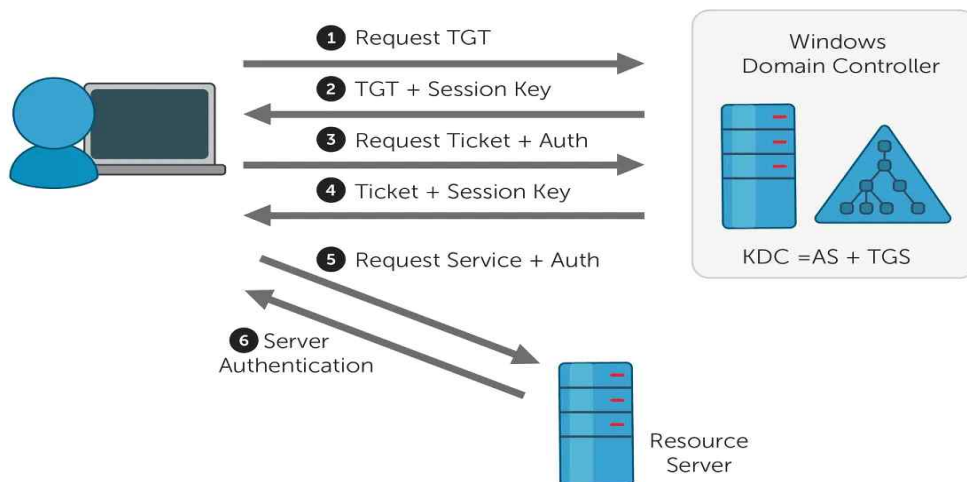 1 Request TGT
2 TGT + Session Key
3 Request Ticket + Auth
4 Ticket + Session Key
5 Request Service + Auth
6 Server
Authentication
Windows
Domain Controller
KDC =AS + TGS
Resource
Server